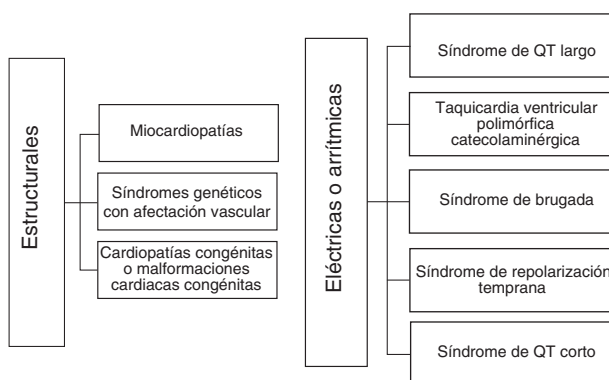 Estructurales
Miocardiopatías
Síndromes genéticos
con afectación vascular
Cardiopatías congénitas
o malformaciones
cardiacas congénitas
Eléctricas o arrítmicas
Síndrome de QT largo
Taquicardia ventricular
polimórfica
catecolaminérgica
Síndrome de brugada
Síndrome de repolarización
temprana
Síndrome de QT corto